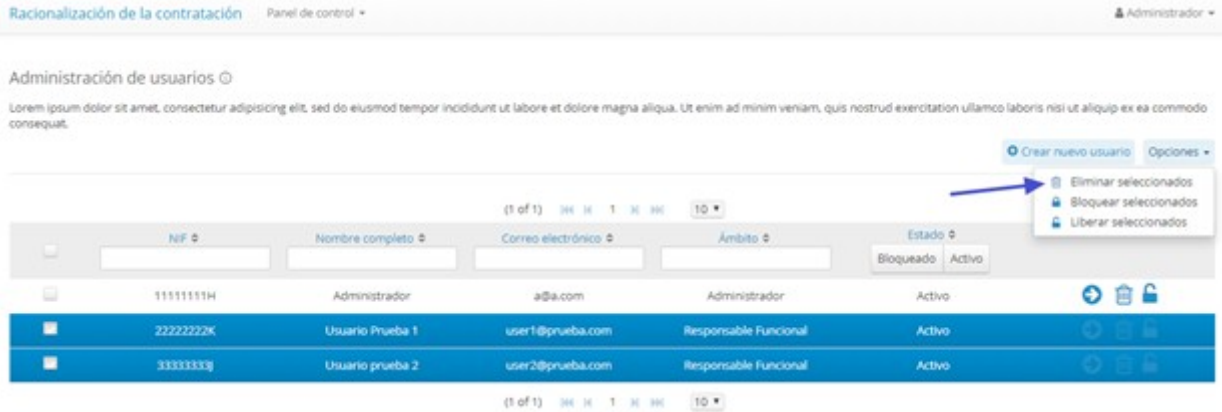 Racionalización de la contratación Panel de control Administrador
Administración de usuarios
Lorem ipsum dolor sit amet, consectetur adipisicing elit, sed do eiusmod tempor incididunt ut labore et dolore magna aliqua. Ut enim ad minim veniam, quis nostrud exercitation ullamco laboris nisi ut aliquip ex ea commodo
consequat.
Crear nuevo usuario Opciones
Eliminar seleccionados
Bloquear seleccionados
Liberar seleccionados
(1 of 1) 1 10
NIF Nombre completo Correo electrónico Ámbito Estado
Bloqueado Activo
11111111H Administrador a@a.com Administrador Activo
22222222K Usuario Prueba 1 user1@prueba.com Responsable Funcional Activo
33333333J Usuario prueba 2 user2@prueba.com Responsable Funcional Activo
(1 of 1) 1 10